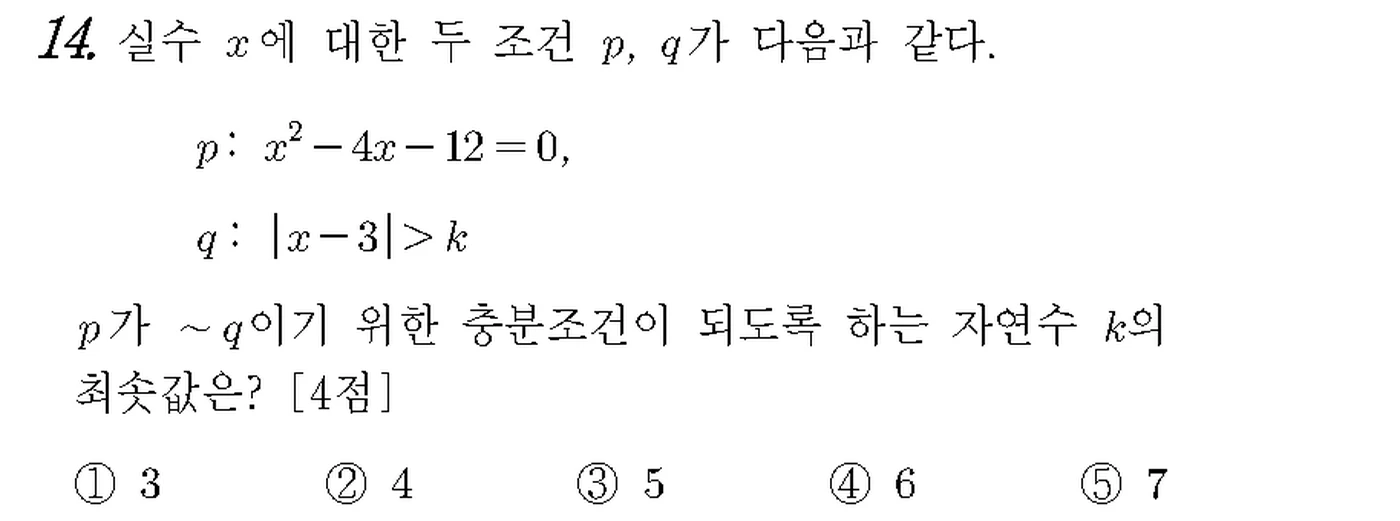 14. 실수 x에 대한 두 조건 p, q가 다음과 같다.
p: x² − 4x − 12 = 0,
q: |x − 3| > k
p가 ~q이기 위한 충분조건이 되도록 하는 자연수 k의
최솟값은? [4점]
① 3 ② 4 ③ 5 ④ 6 ⑤ 7